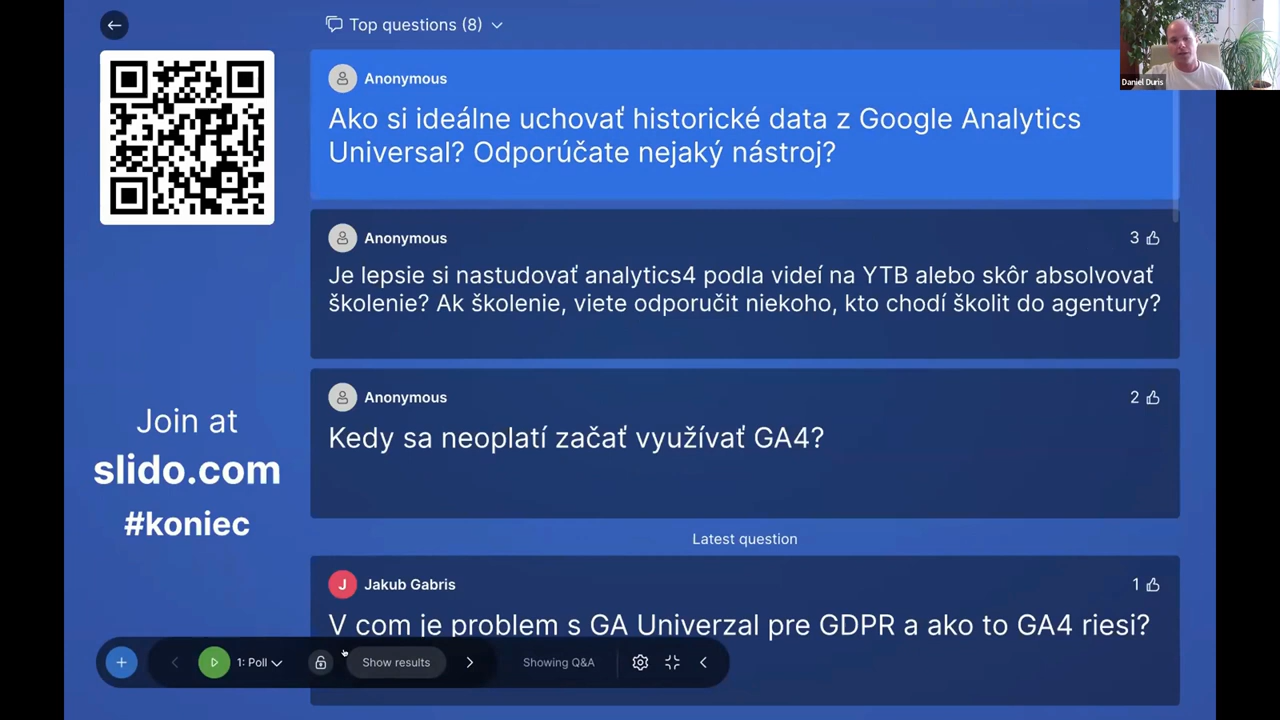 Top questions (8)
Daniel Duris
Anonymous
Ako si ideálne uchovať historické data z Google Analytics
Universal? Odporúčate nejaký nástroj?
Anonymous
3
Je lepsie si nastudovať analytics4 podla videí na YTB alebo skôr absolvovať
školenie? Ak školenie, viete odporučit niekoho, kto chodí školit do agentury?
Anonymous
2
Kedy sa neoplatí začať využívať GA4?
Join at
slido.com
#koniec
Latest question
J
Jakub Gabris
1
V com je problem s GA Univerzal pre GDPR a ako to GA4 riesi?
1: Poll
Show results
Showing Q&A